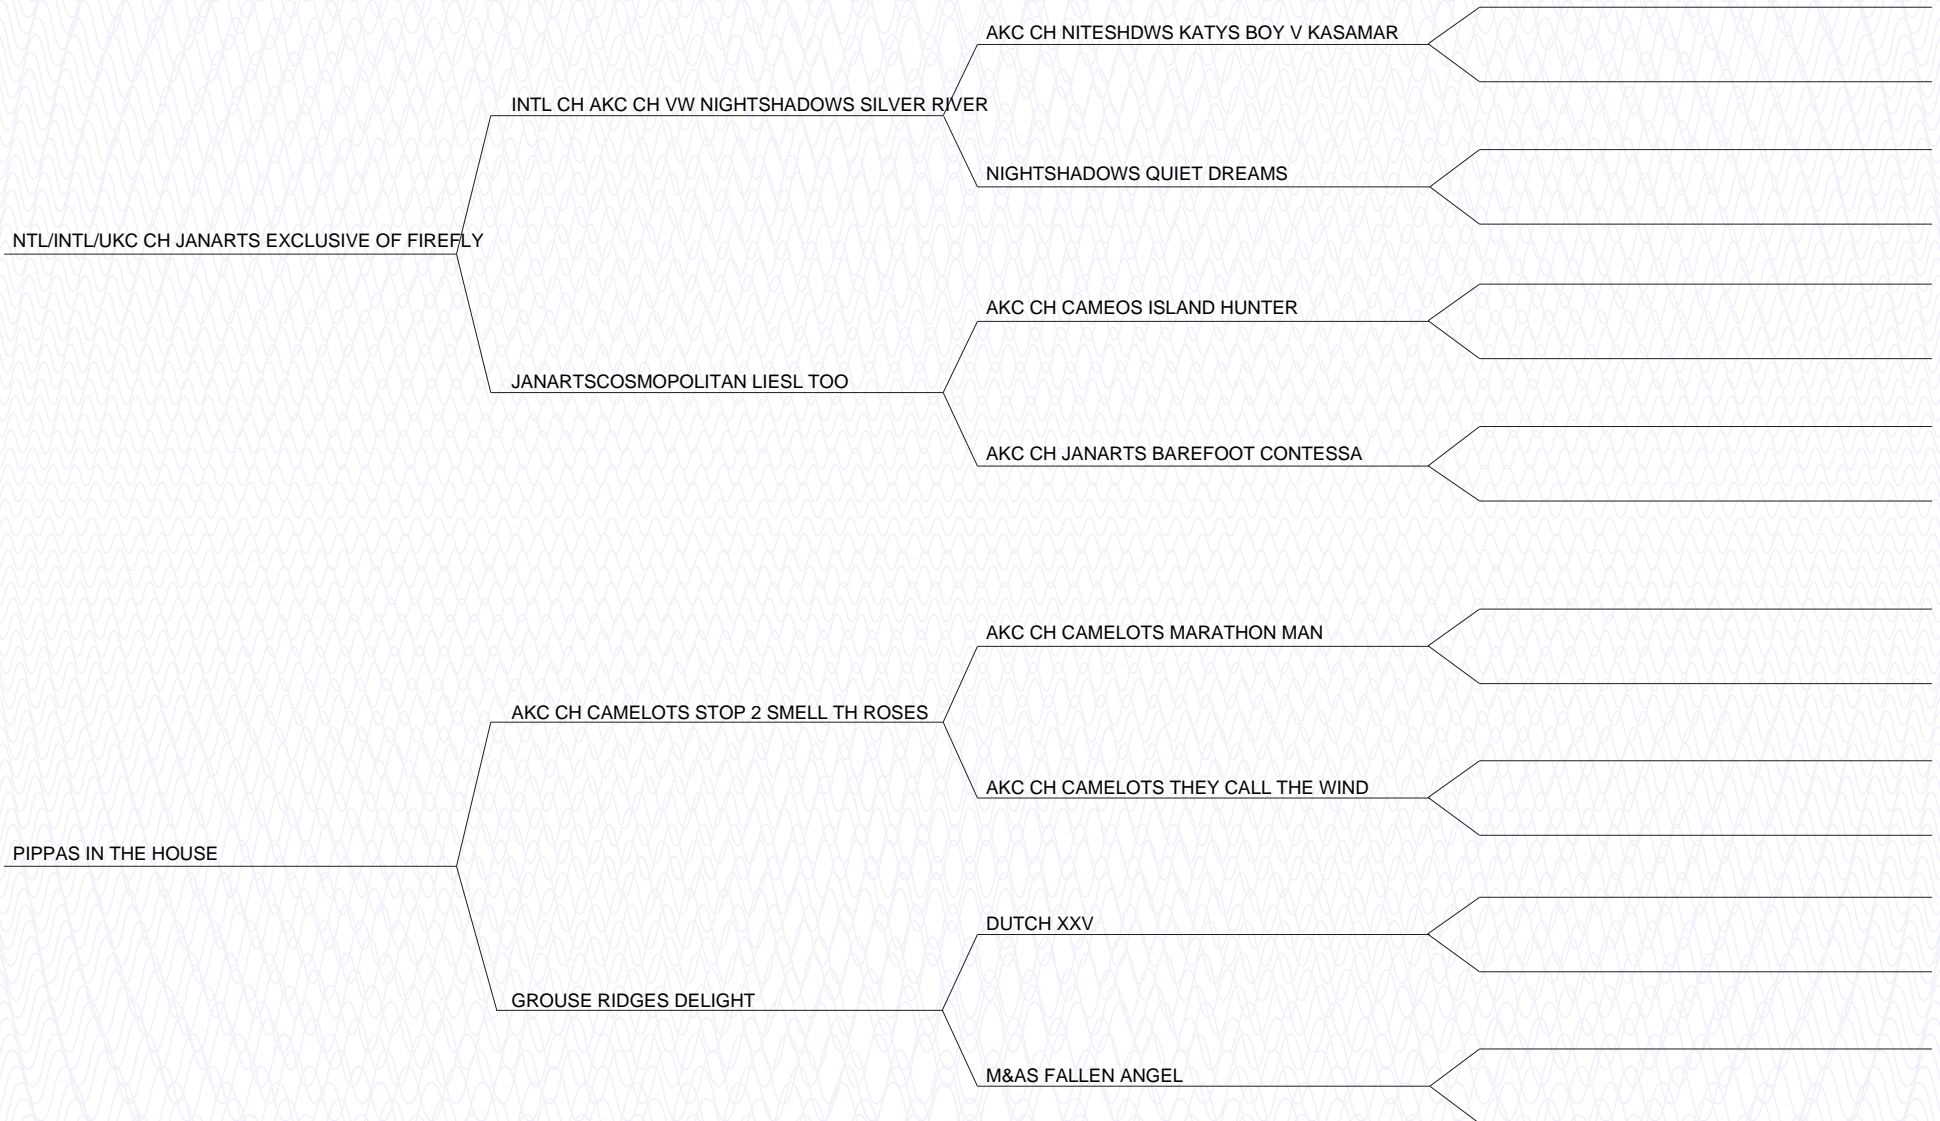 AKC CH NITESHDWS KATYS BOY V KASAMAR
INTL CH AKC CH VW NIGHTSHADOWS SILVER RIVER
NIGHTSHADOWS QUIET DREAMS
NTL/INTL/UKC CH JANARTS EXCLUSIVE OF FIREFLY
AKC CH CAMEOS ISLAND HUNTER
JANARTSCOSMOPOLITAN LIESL TOO
AKC CH JANARTS BAREFOOT CONTESSA
AKC CH CAMELOTS MARATHON MAN
AKC CH CAMELOTS STOP 2 SMELL TH ROSES
AKC CH CAMELOTS THEY CALL THE WIND
PIPPAS IN THE HOUSE
DUTCH XXV
GROUSE RIDGES DELIGHT
M&AS FALLEN ANGEL